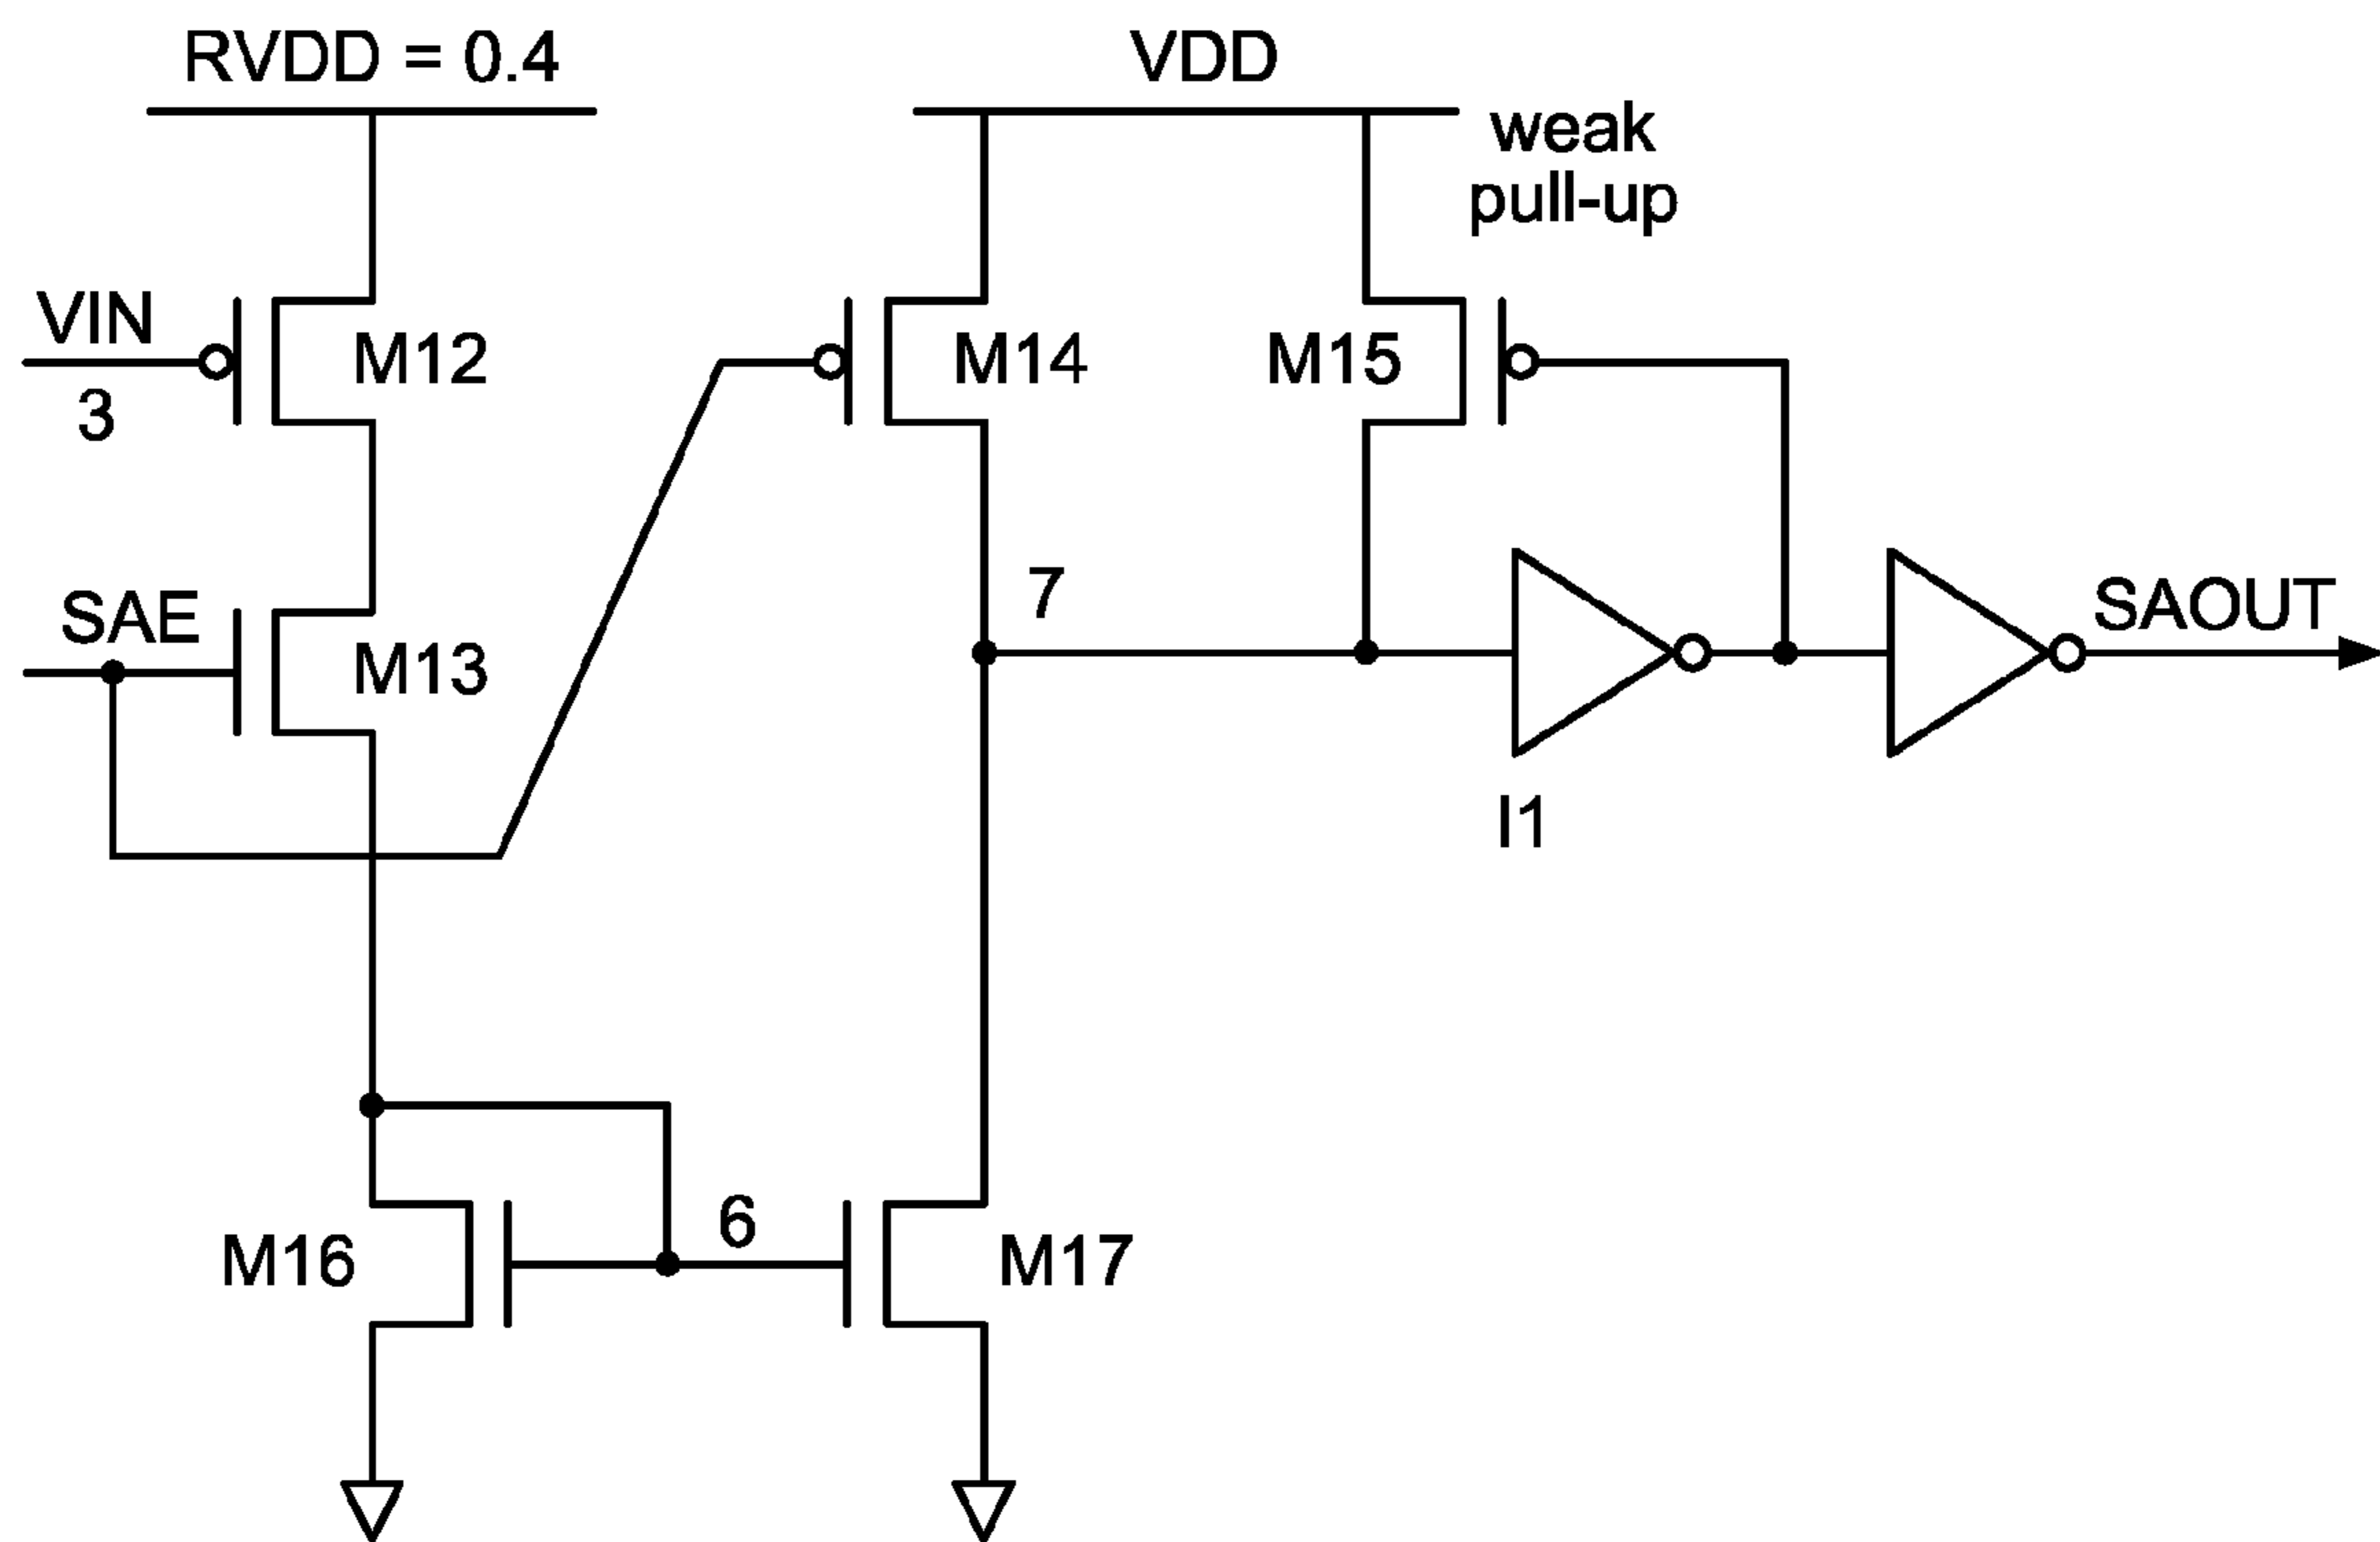 RVDD = 0.4
VDD
weak
pull-up
VIN
3
M12
M14
M15
SAE
M13
7
SAOUT
I1
M16
6
M17